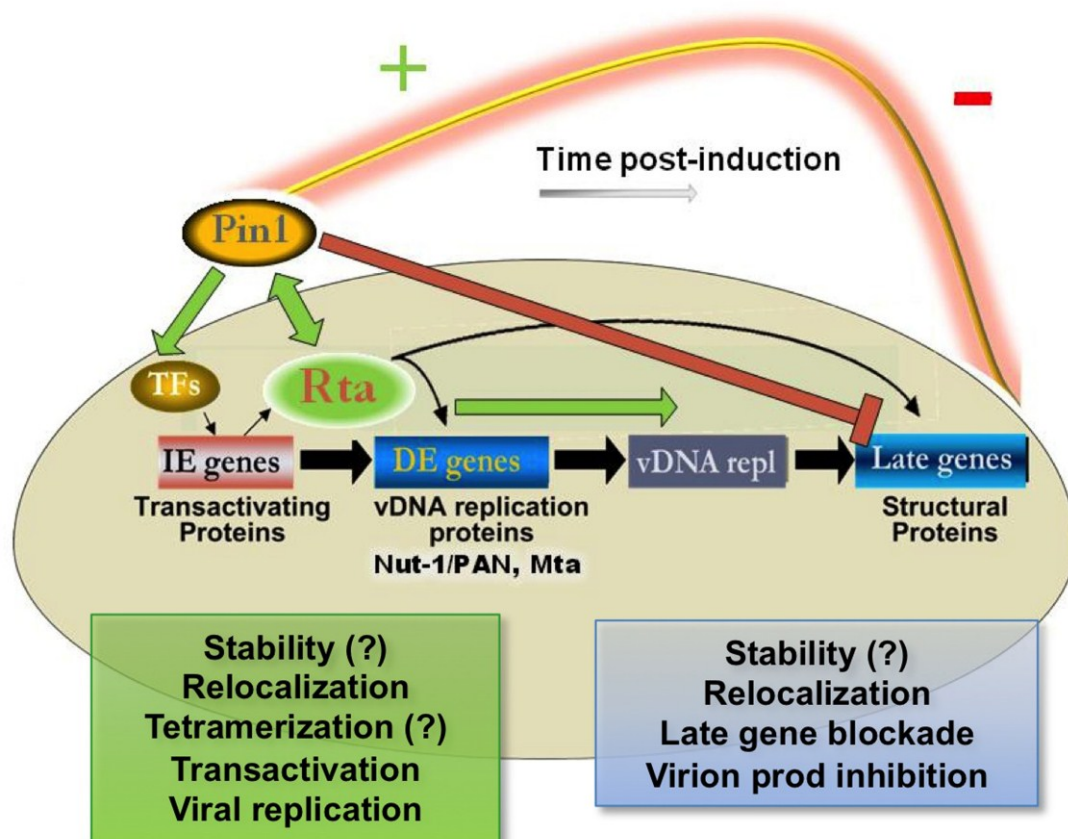 +
-
Time post-induction
Pin1
TFs
Rta
IE genes
DE genes
vDNA repl
Late genes
Transactivating
Proteins
vDNA replication
proteins
Nut-1/PAN, Mta
Structural
Proteins
Stability (?)
Relocalization
Tetramerization (?)
Transactivation
Viral replication
Stability (?)
Relocalization
Late gene blockade
Virion prod inhibition